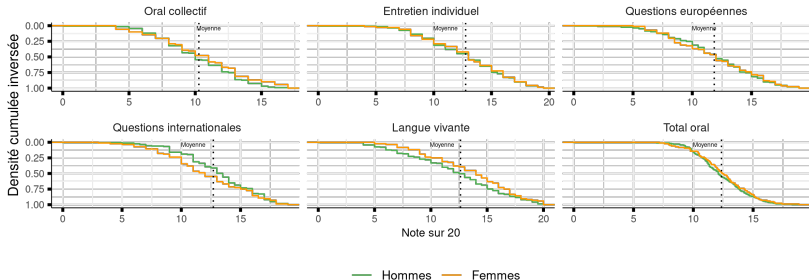 Densité cumulée inversée
Oral collectif
Entretien individuel
Questions européennes
0.00
0.25
0.50
0.75
1.00
Moyenne
Moyenne
Moyenne
0 5 10 15
0 5 10 15 20
0 5 10 15
Questions internationales
Langue vivante
Total oral
0.00
0.25
0.50
0.75
1.00
Moyenne
Moyenne
Moyenne
0 5 10 15
0 5 10 15 20
0 5 10 15
Note sur 20
Hommes Femmes